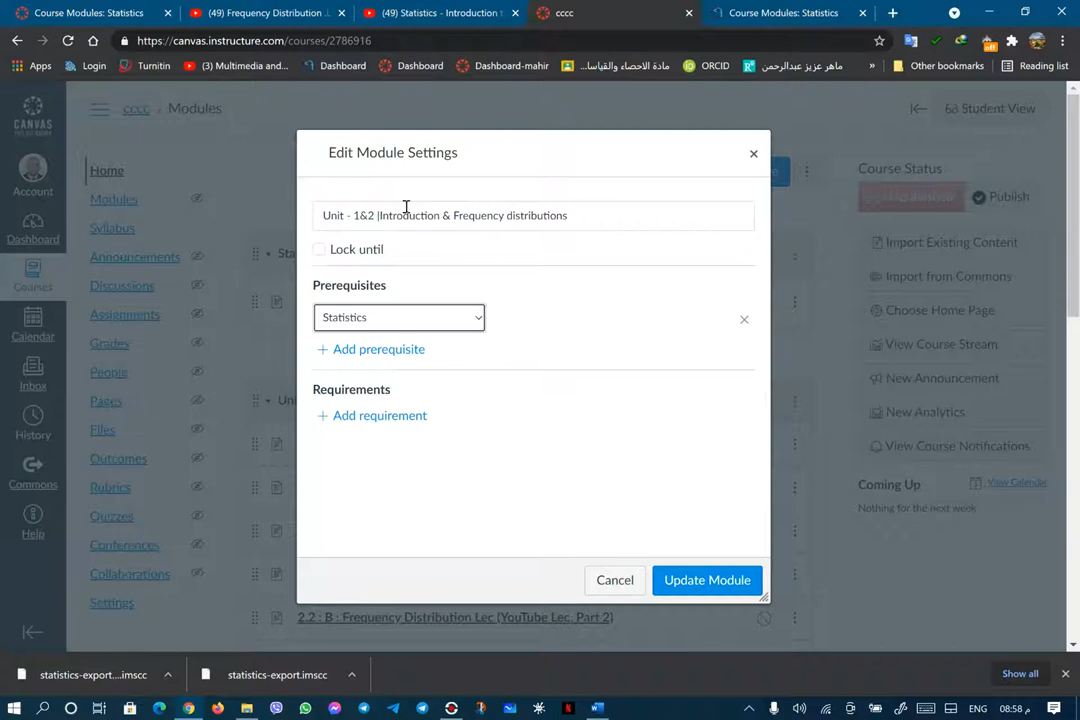 Course Modules: Statistics
(49) Frequency Distribution .L
(49) Statistics - Introduction t
cccc
Course Modules: Statistics
https://canvas.instructure.com/courses/2786916
Apps
Login
Turnitin
(3) Multimedia and...
Dashboard
Dashboard
Dashboard-mahir
مادة الاحصاء والقياسا...
ORCID
ماهر عزيز عبدالرحمن
»
Other bookmarks
Reading list
CANVAS
Account
Dashboard
Courses
Calendar
Inbox
History
Commons
Help
cccc › Modules
Student View
Home
Modules
Syllabus
Announcements
Discussions
Assignments
Grades
People
Pages
Files
Outcomes
Rubrics
Quizzes
Conferences
Collaborations
Settings
Edit Module Settings
Unit - 1&2 |Introduction & Frequency distributions
Lock until
Prerequisites
Statistics
+ Add prerequisite
Requirements
+ Add requirement
Cancel
Update Module
2.2 : B : Frequency Distribution Lec (YouTube Lec, Part 2)
Course Status
Publish
Import Existing Content
Import from Commons
Choose Home Page
View Course Stream
New Announcement
New Analytics
View Course Notifications
Coming Up
View Calendar
Nothing for the next week
statistics-export....imscc
statistics-export.imscc
Show all
ENG
08:58 م